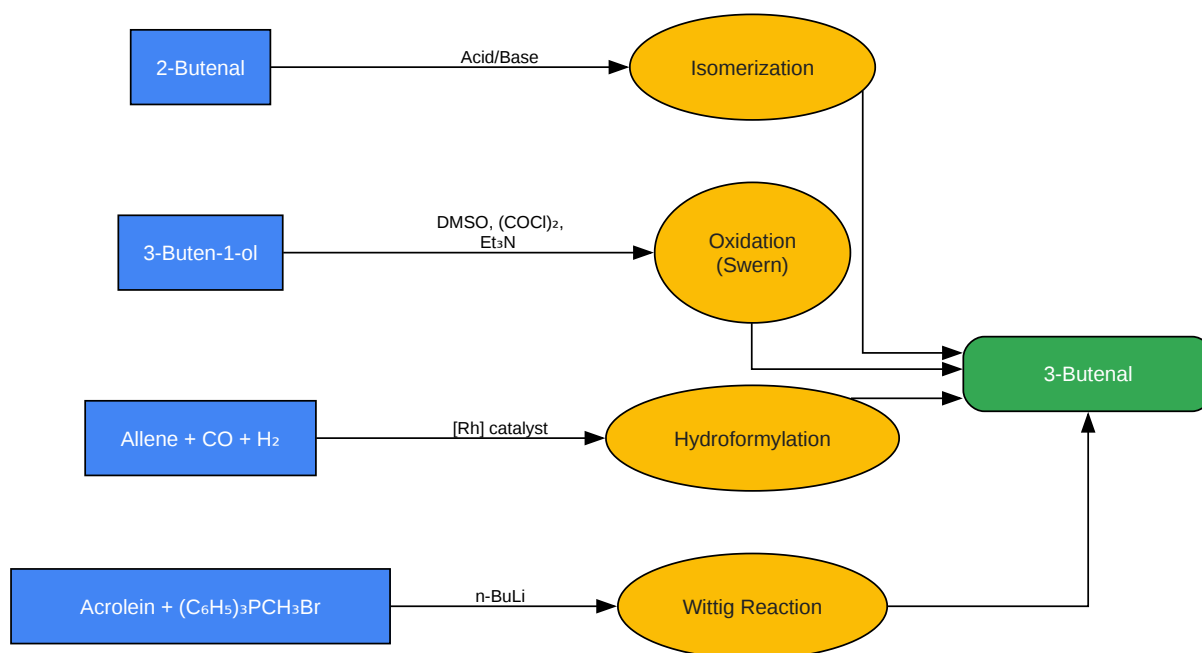 2-Butenal
Acid/Base
Isomerization
3-Buten-1-ol
DMSO, (COCl)₂,
Et₃N
Oxidation
(Swern)
3-Butenal
Allene + CO + H₂
[Rh] catalyst
Hydroformylation
Acrolein + (C₆H₅)₃PCH₃Br
n-BuLi
Wittig Reaction